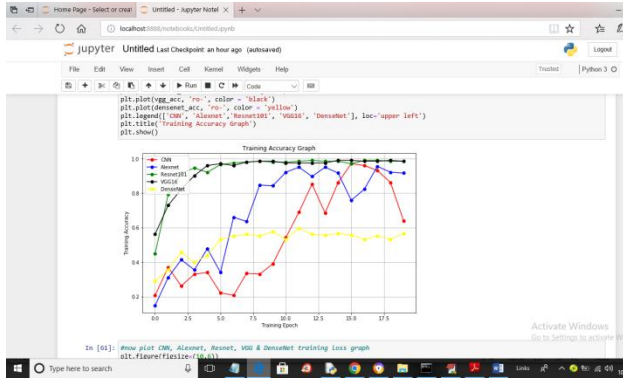 Home Page - Select or creat
Untitled - Jupyter Notel
localhost:8888/notebooks/Untitled.ipynb
jupyter Untitled Last Checkpoint: an hour ago (autosaved)
Logout
File Edit View Insert Cell Kernel Widgets Help
Trusted
Python 3
Run
Code
plt.plot(vgg_acc, 'ro-', color = 'black')
plt.plot(densenet_acc, 'ro-', color = 'yellow')
plt.legend(['CNN', 'Alexnet','Resnet101', 'VGG16', 'DenseNet'], loc='upper left')
plt.title('Training Accuracy Graph')
plt.show()
Training Accuracy Graph
CNN
Alexnet
Resnet101
VGG16
DenseNet
1.0
0.8
0.6
0.4
0.2
Training Accuracy
0.0 2.5 5.0 7.5 10.0 12.5 15.0 17.5
Training Epoch
Activate Windows
Go to Settings to activate W
In [61]: #now plot CNN, Alexnet, Resnet, VGG & DenseNet training loss graph
plt.figure(figsize=(10,6))
Type here to search
Links